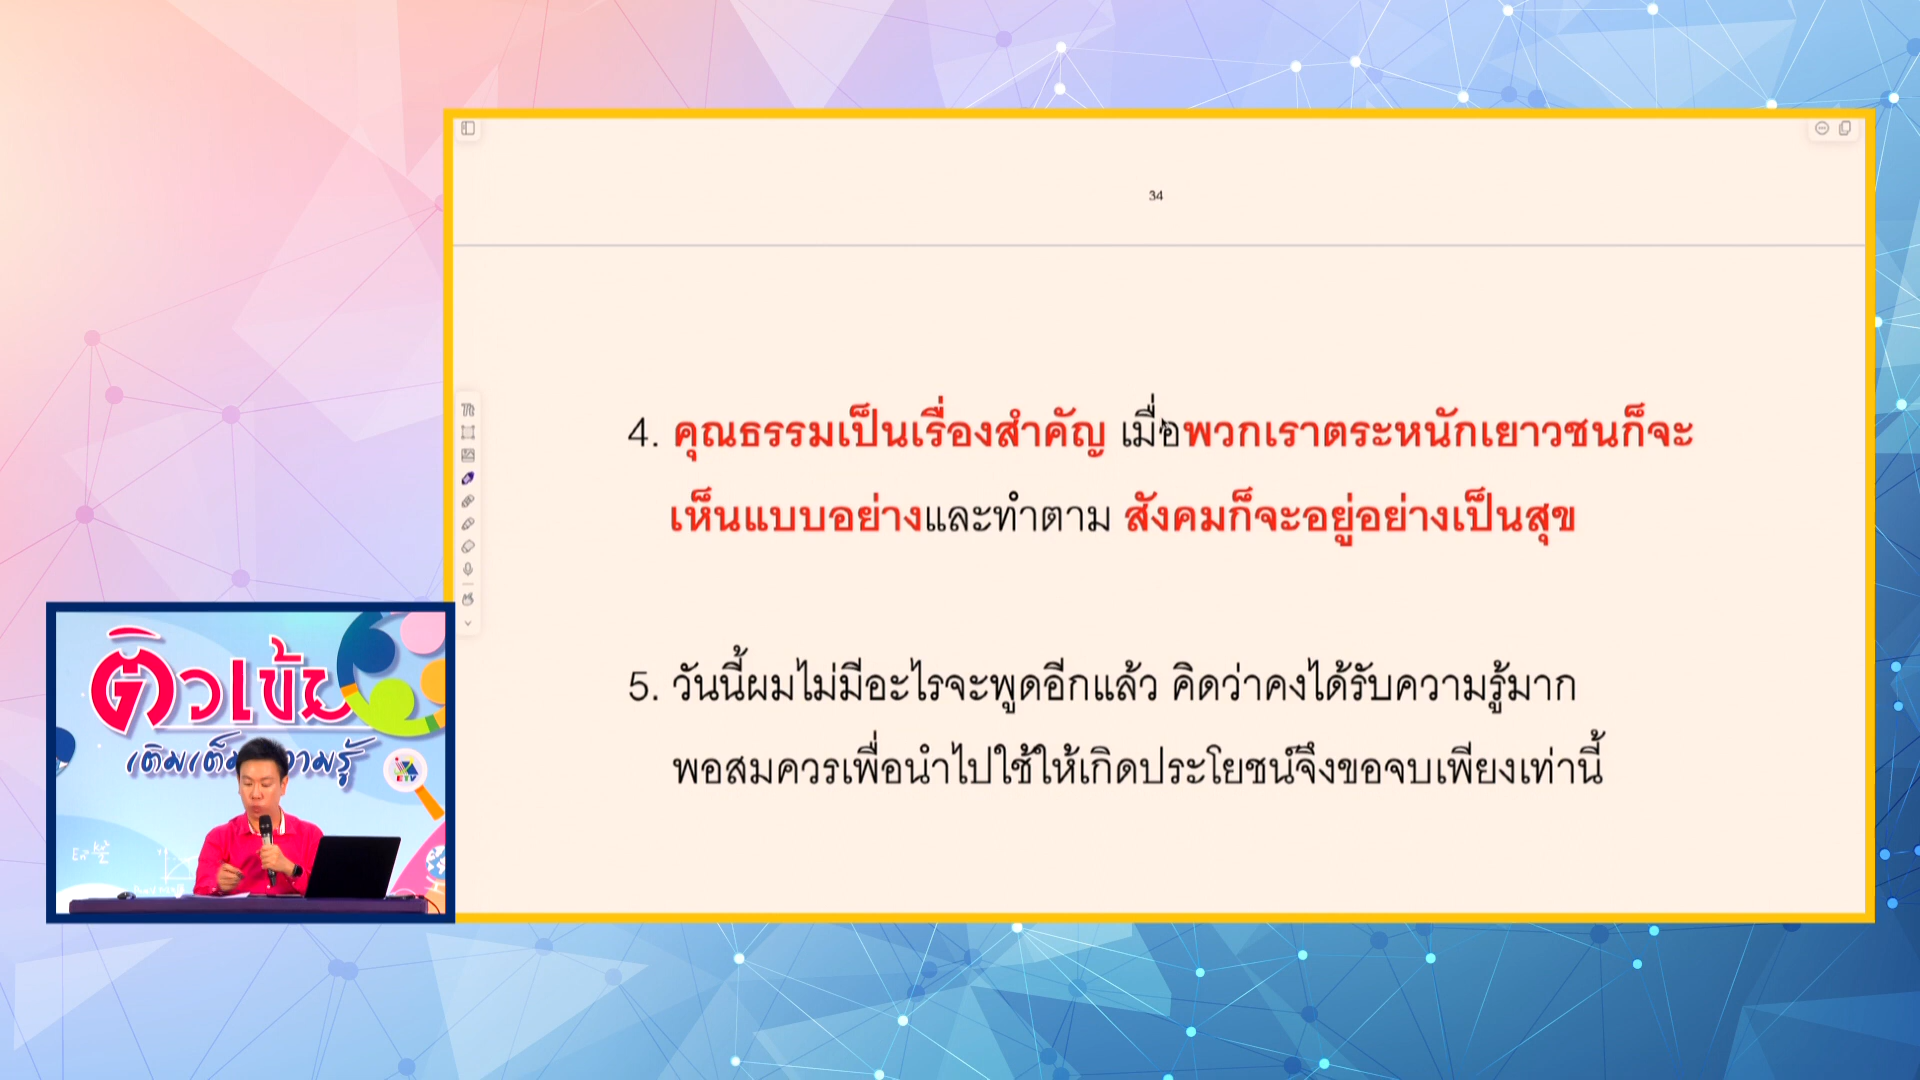 34
4. คุณธรรมเป็นเรื่องสำคัญ เมื่อพวกเราตระหนักเยาวชนก็จะ
เห็นแบบอย่างและทำตาม สังคมก็จะอยู่อย่างเป็นสุข
5. วันนี้ผมไม่มีอะไรจะพูดอีกแล้ว คิดว่าคงได้รับความรู้มาก
พอสมควรเพื่อนำไปใช้ให้เกิดประโยชน์จึงขอจบเพียงเท่านี้
ติวเข้ม
ETV